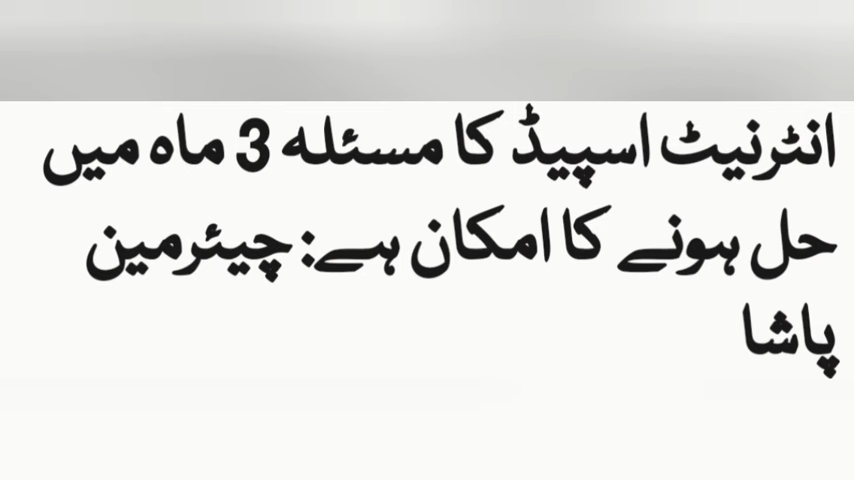 انٹرنیٹ اسپیڈ کا مسئلہ 3 ماہ میں
حل ہونے کا امکان ہے: چیئرمین
پاشا